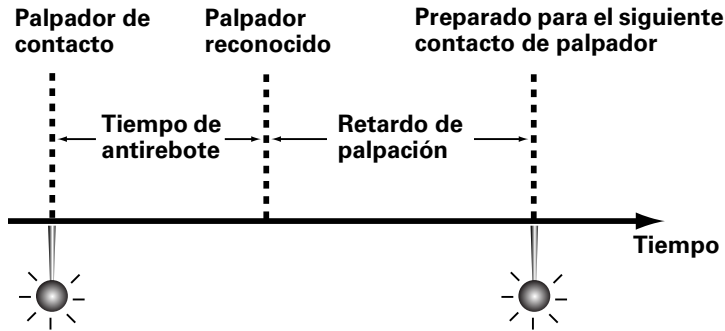 Palpador de
contacto
Palpador
reconocido
Preparado para el siguiente
contacto de palpador
Tiempo de
antirebote
Retardo de
palpación
Tiempo